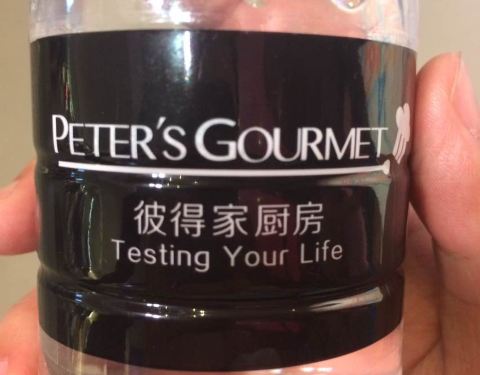 PETER'S GOURMET
彼得家厨房
Testing Your Life